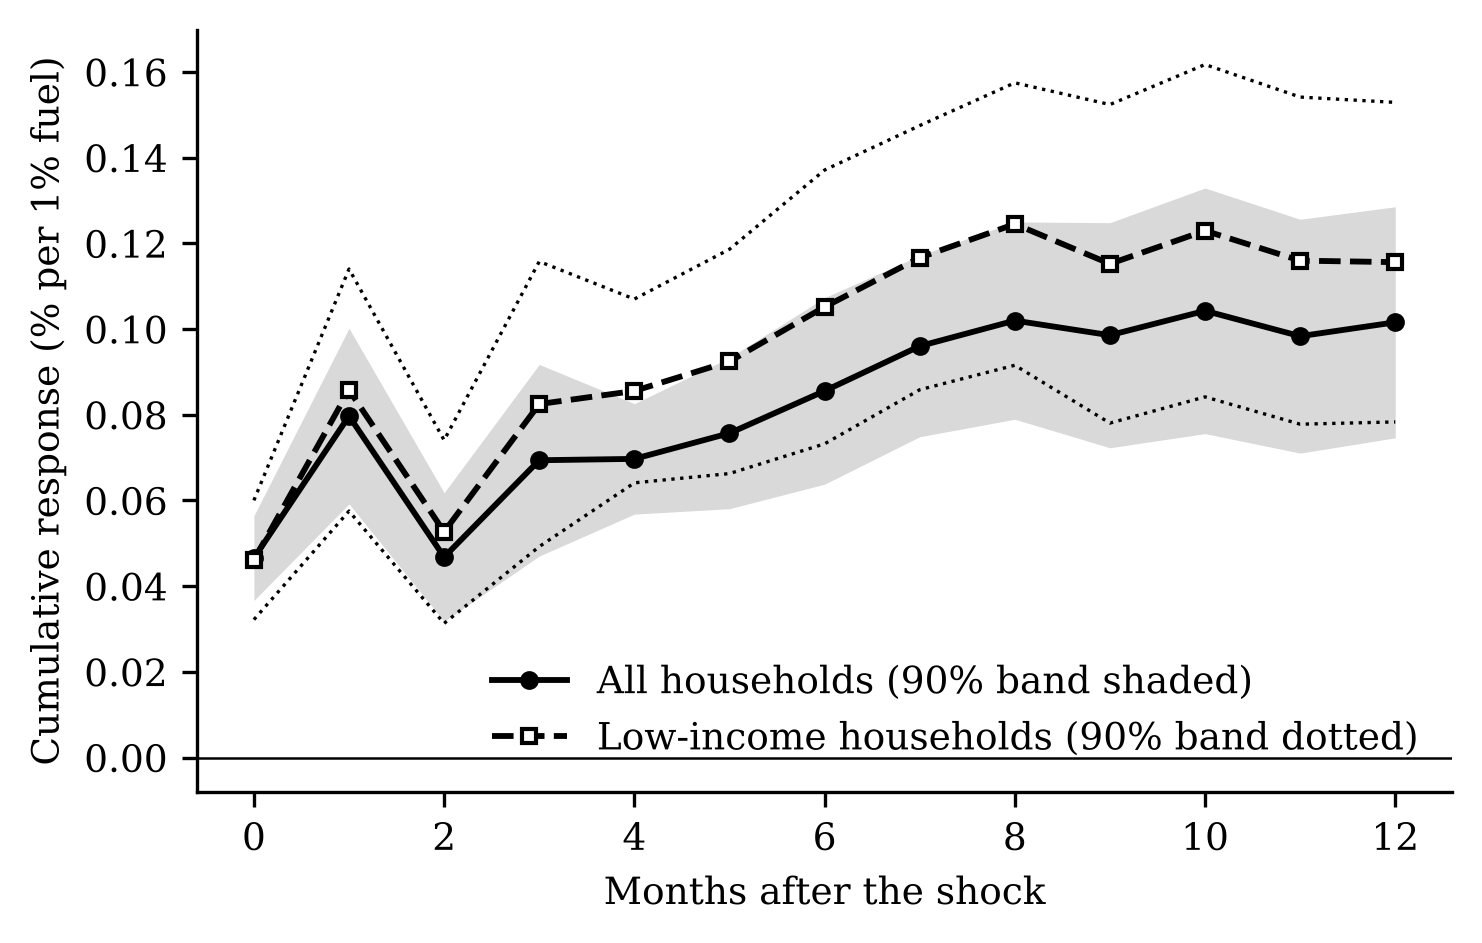 Cumulative response (% per 1% fuel)
0.16
0.14
0.12
0.10
0.08
0.06
0.04
0.02
0.00
All households (90% band shaded)
Low-income households (90% band dotted)
0 2 4 6 8 10 12
Months after the shock